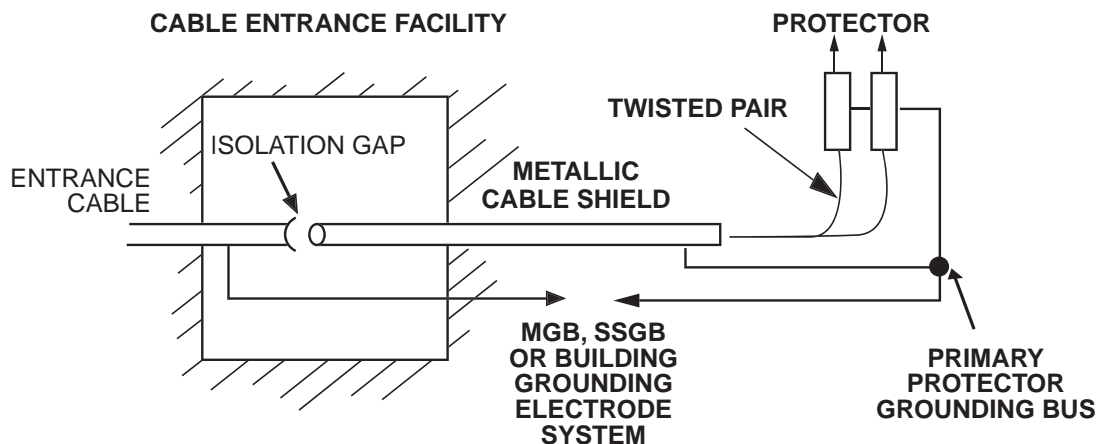 CABLE ENTRANCE FACILITY
PROTECTOR
TWISTED PAIR
ISOLATION GAP
METALLIC
CABLE SHIELD
ENTRANCE
CABLE
MGB, SSGB
OR BUILDING
GROUNDING
ELECTRODE
SYSTEM
PRIMARY
PROTECTOR
GROUNDING BUS